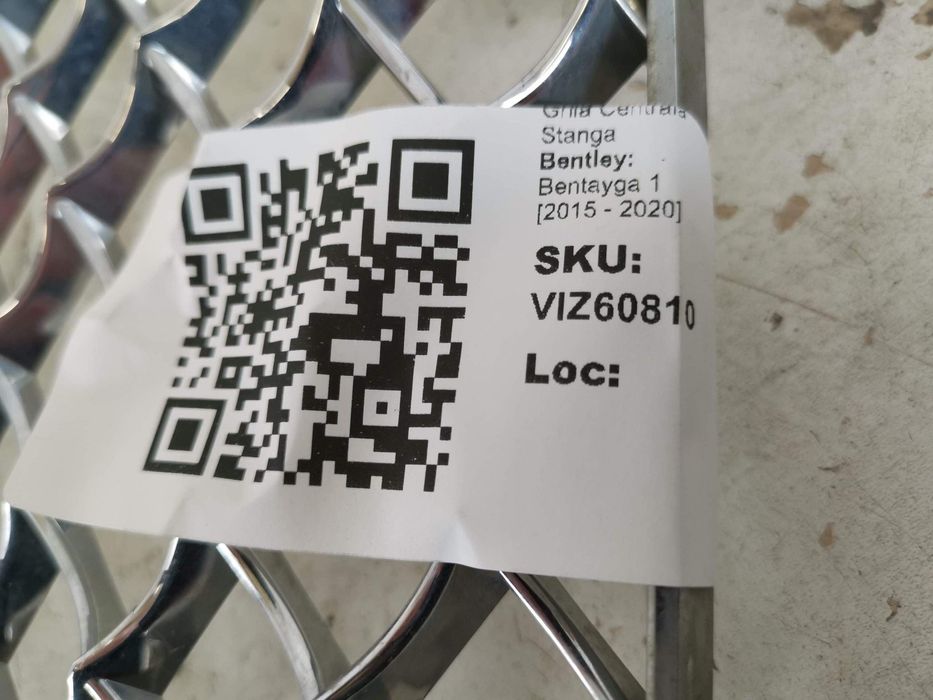 Grila Centrala
Stanga
Bentley:
Bentayga 1
[2015 - 2020]
SKU:
VIZ60810
Loc: